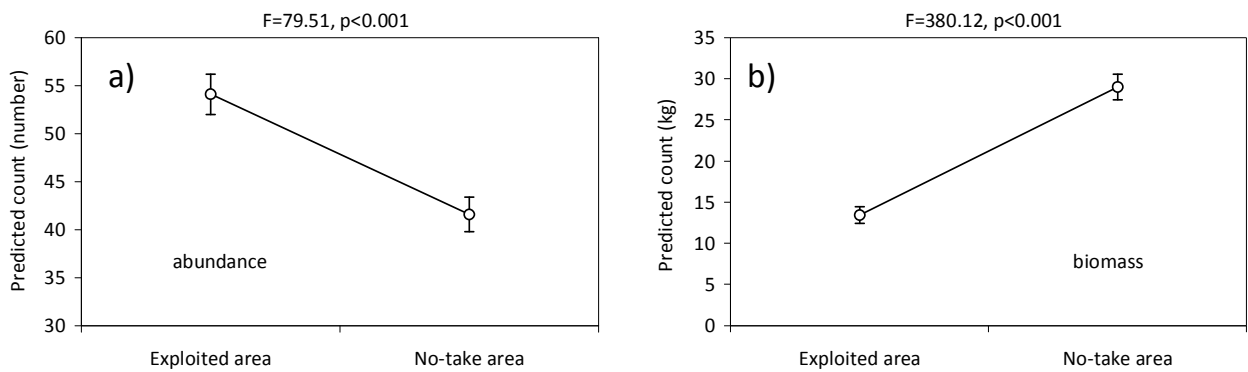 F=79.51, p<0.001
a)
Predicted count (number)
60
55
50
45
40
35
30
abundance
Exploited area No-take area
F=380.12, p<0.001
b)
Predicted count (kg)
35
30
25
20
15
10
5
0
biomass
Exploited area No-take area